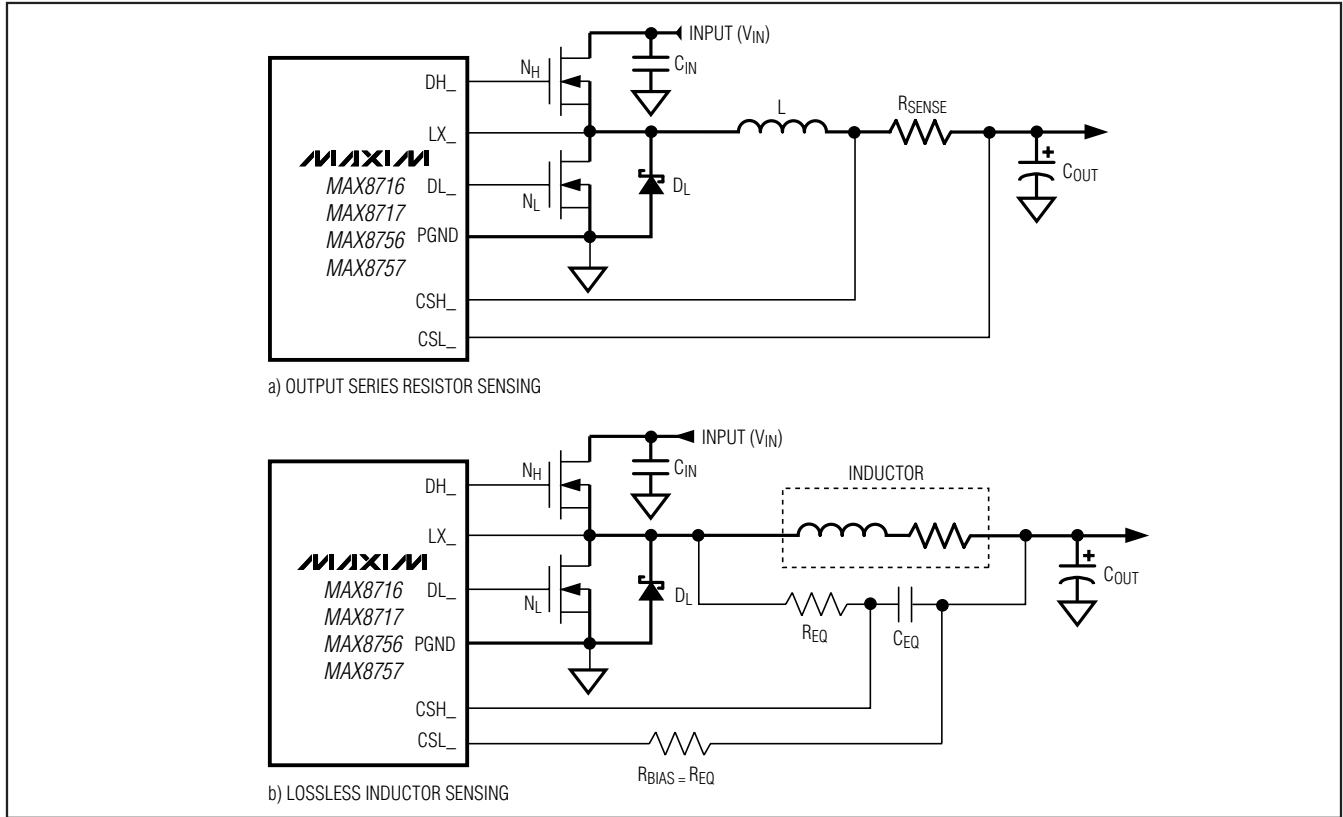 INPUT (VIN)
CIN
NH
DH_
L
RSENSE
LX_
MAXIM
MAX8716
MAX8717
MAX8756
MAX8757
DL_
NL
DL
+
COUT
PGND
CSH_
CSL_
a) OUTPUT SERIES RESISTOR SENSING
INPUT (VIN)
CIN
NH
DH_
INDUCTOR
LX_
MAXIM
MAX8716
MAX8717
MAX8756
MAX8757
DL_
NL
DL
+
COUT
REQ
CEQ
PGND
CSH_
CSL_
RBIAS = REQ
b) LOSSLESS INDUCTOR SENSING